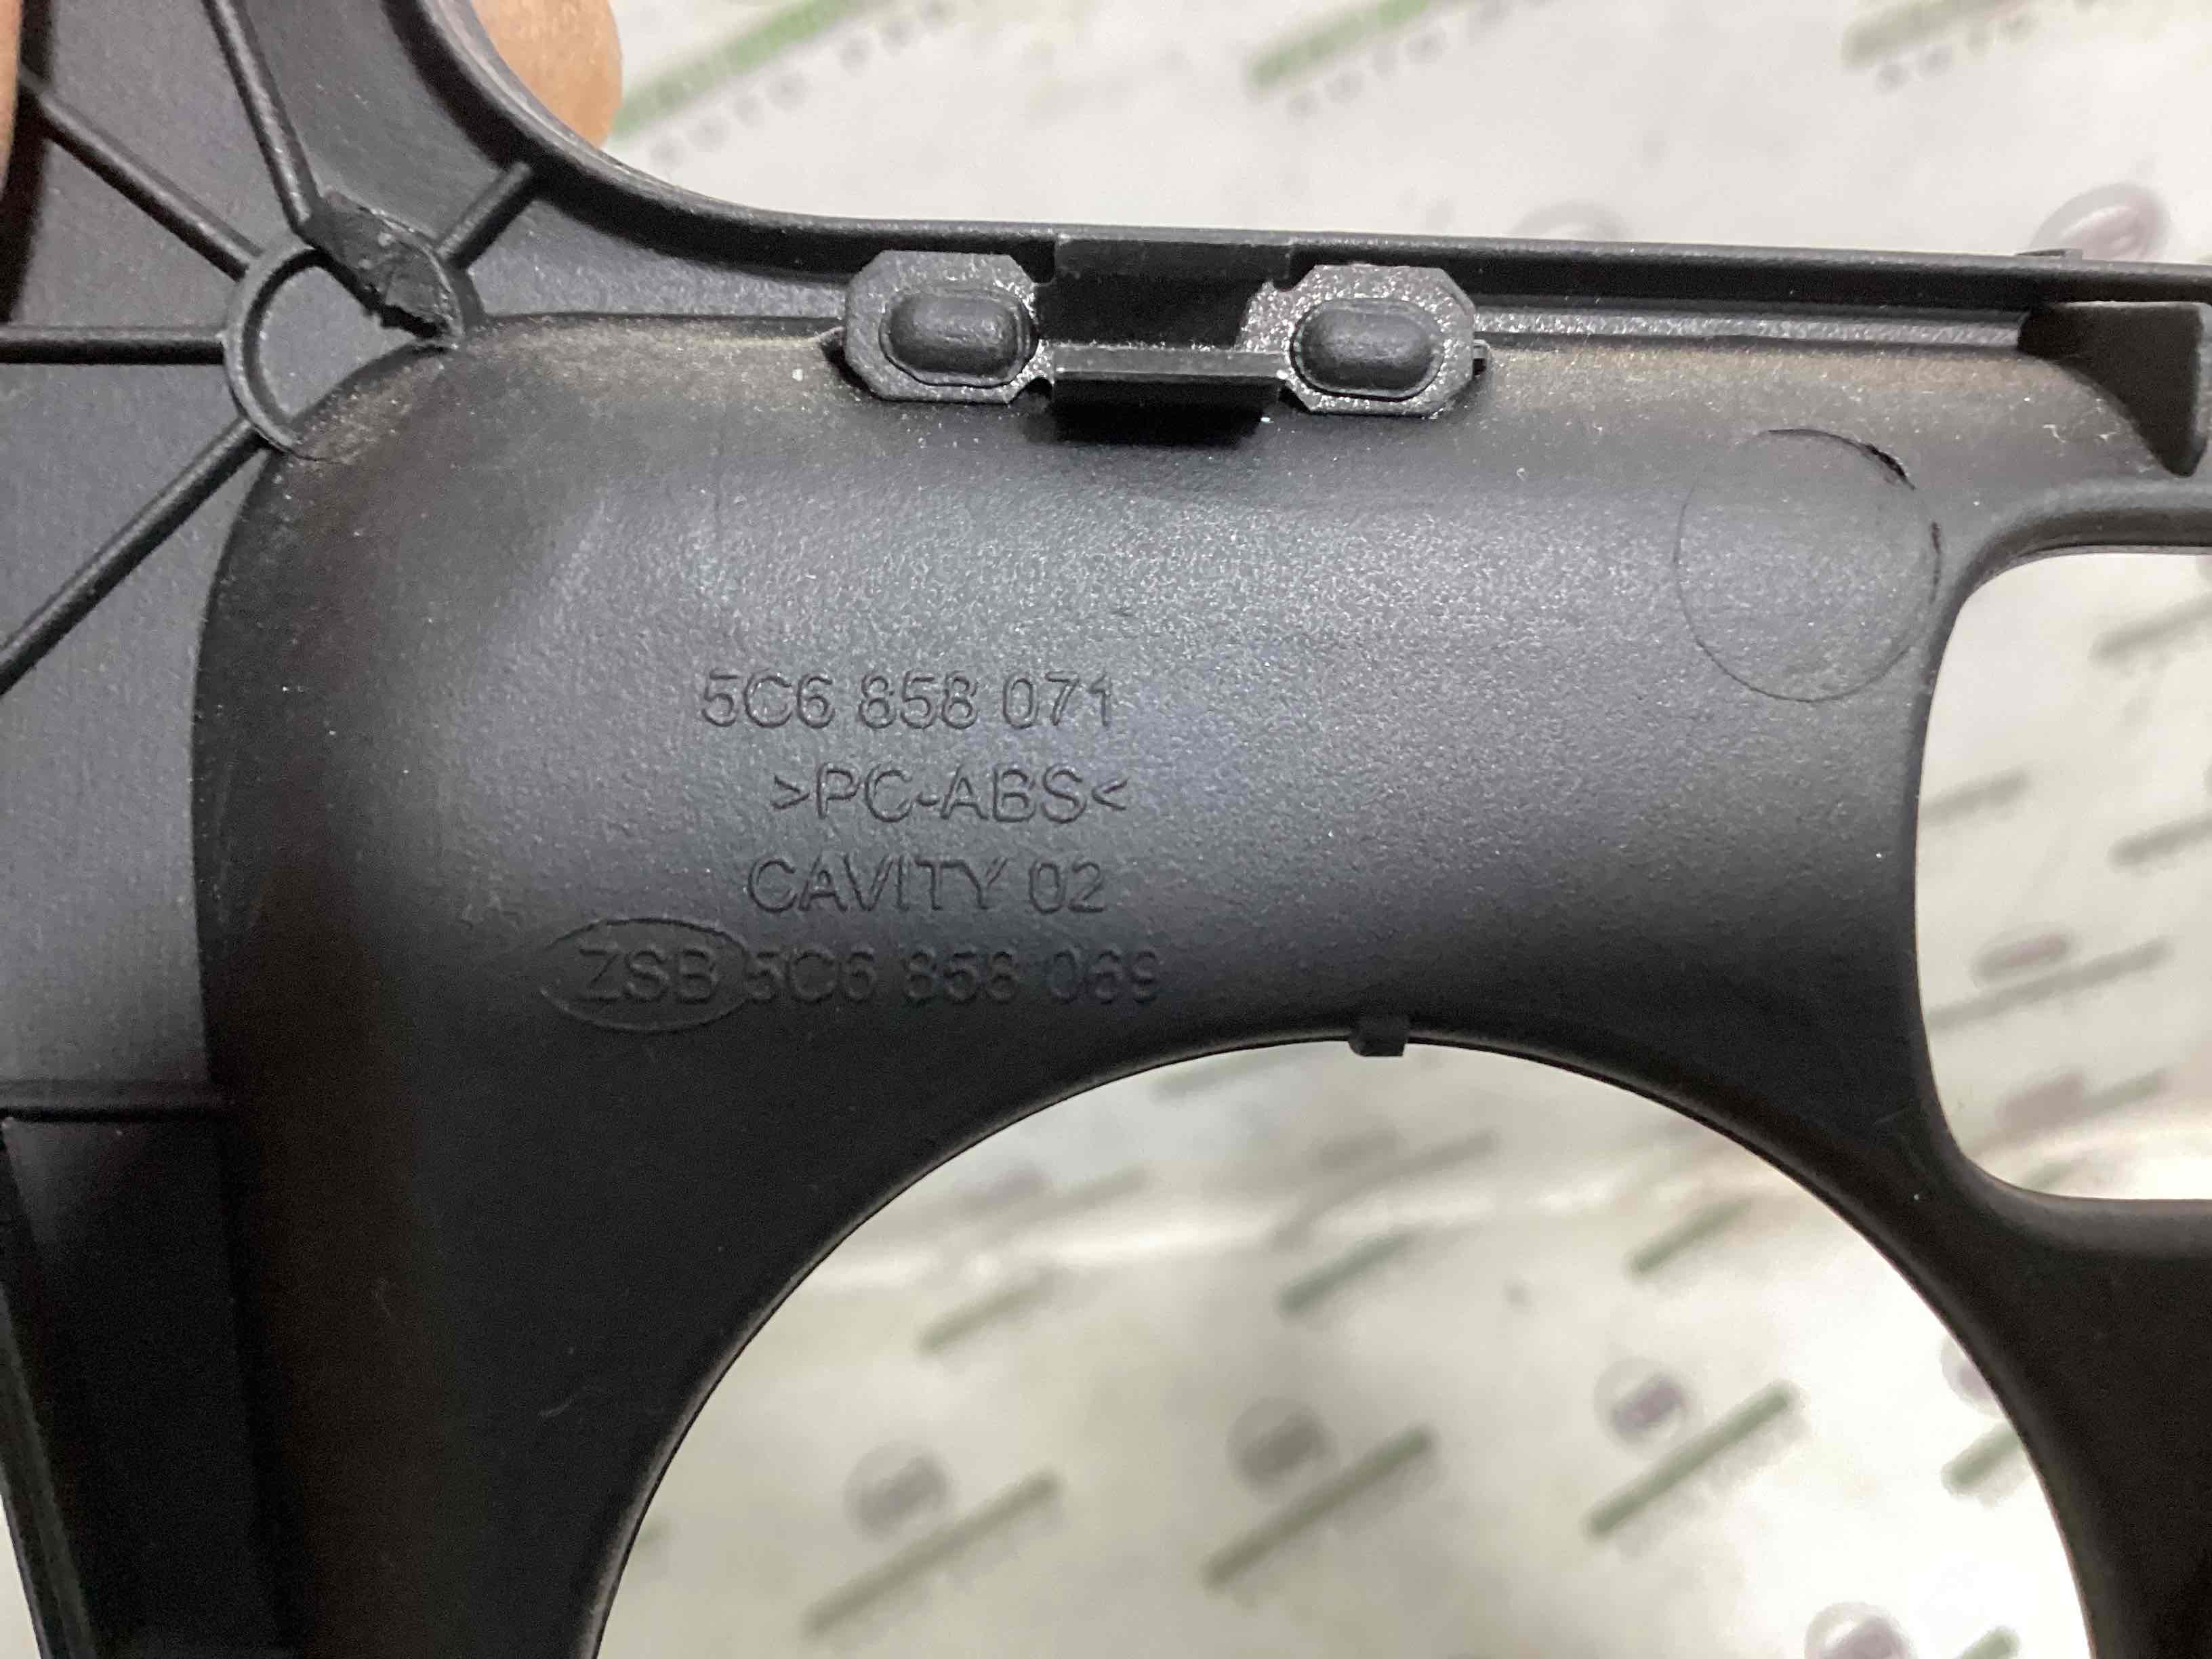 5C6 858 071
>PC-ABS<
CAVITY 02
ZSB 5C6 858 069